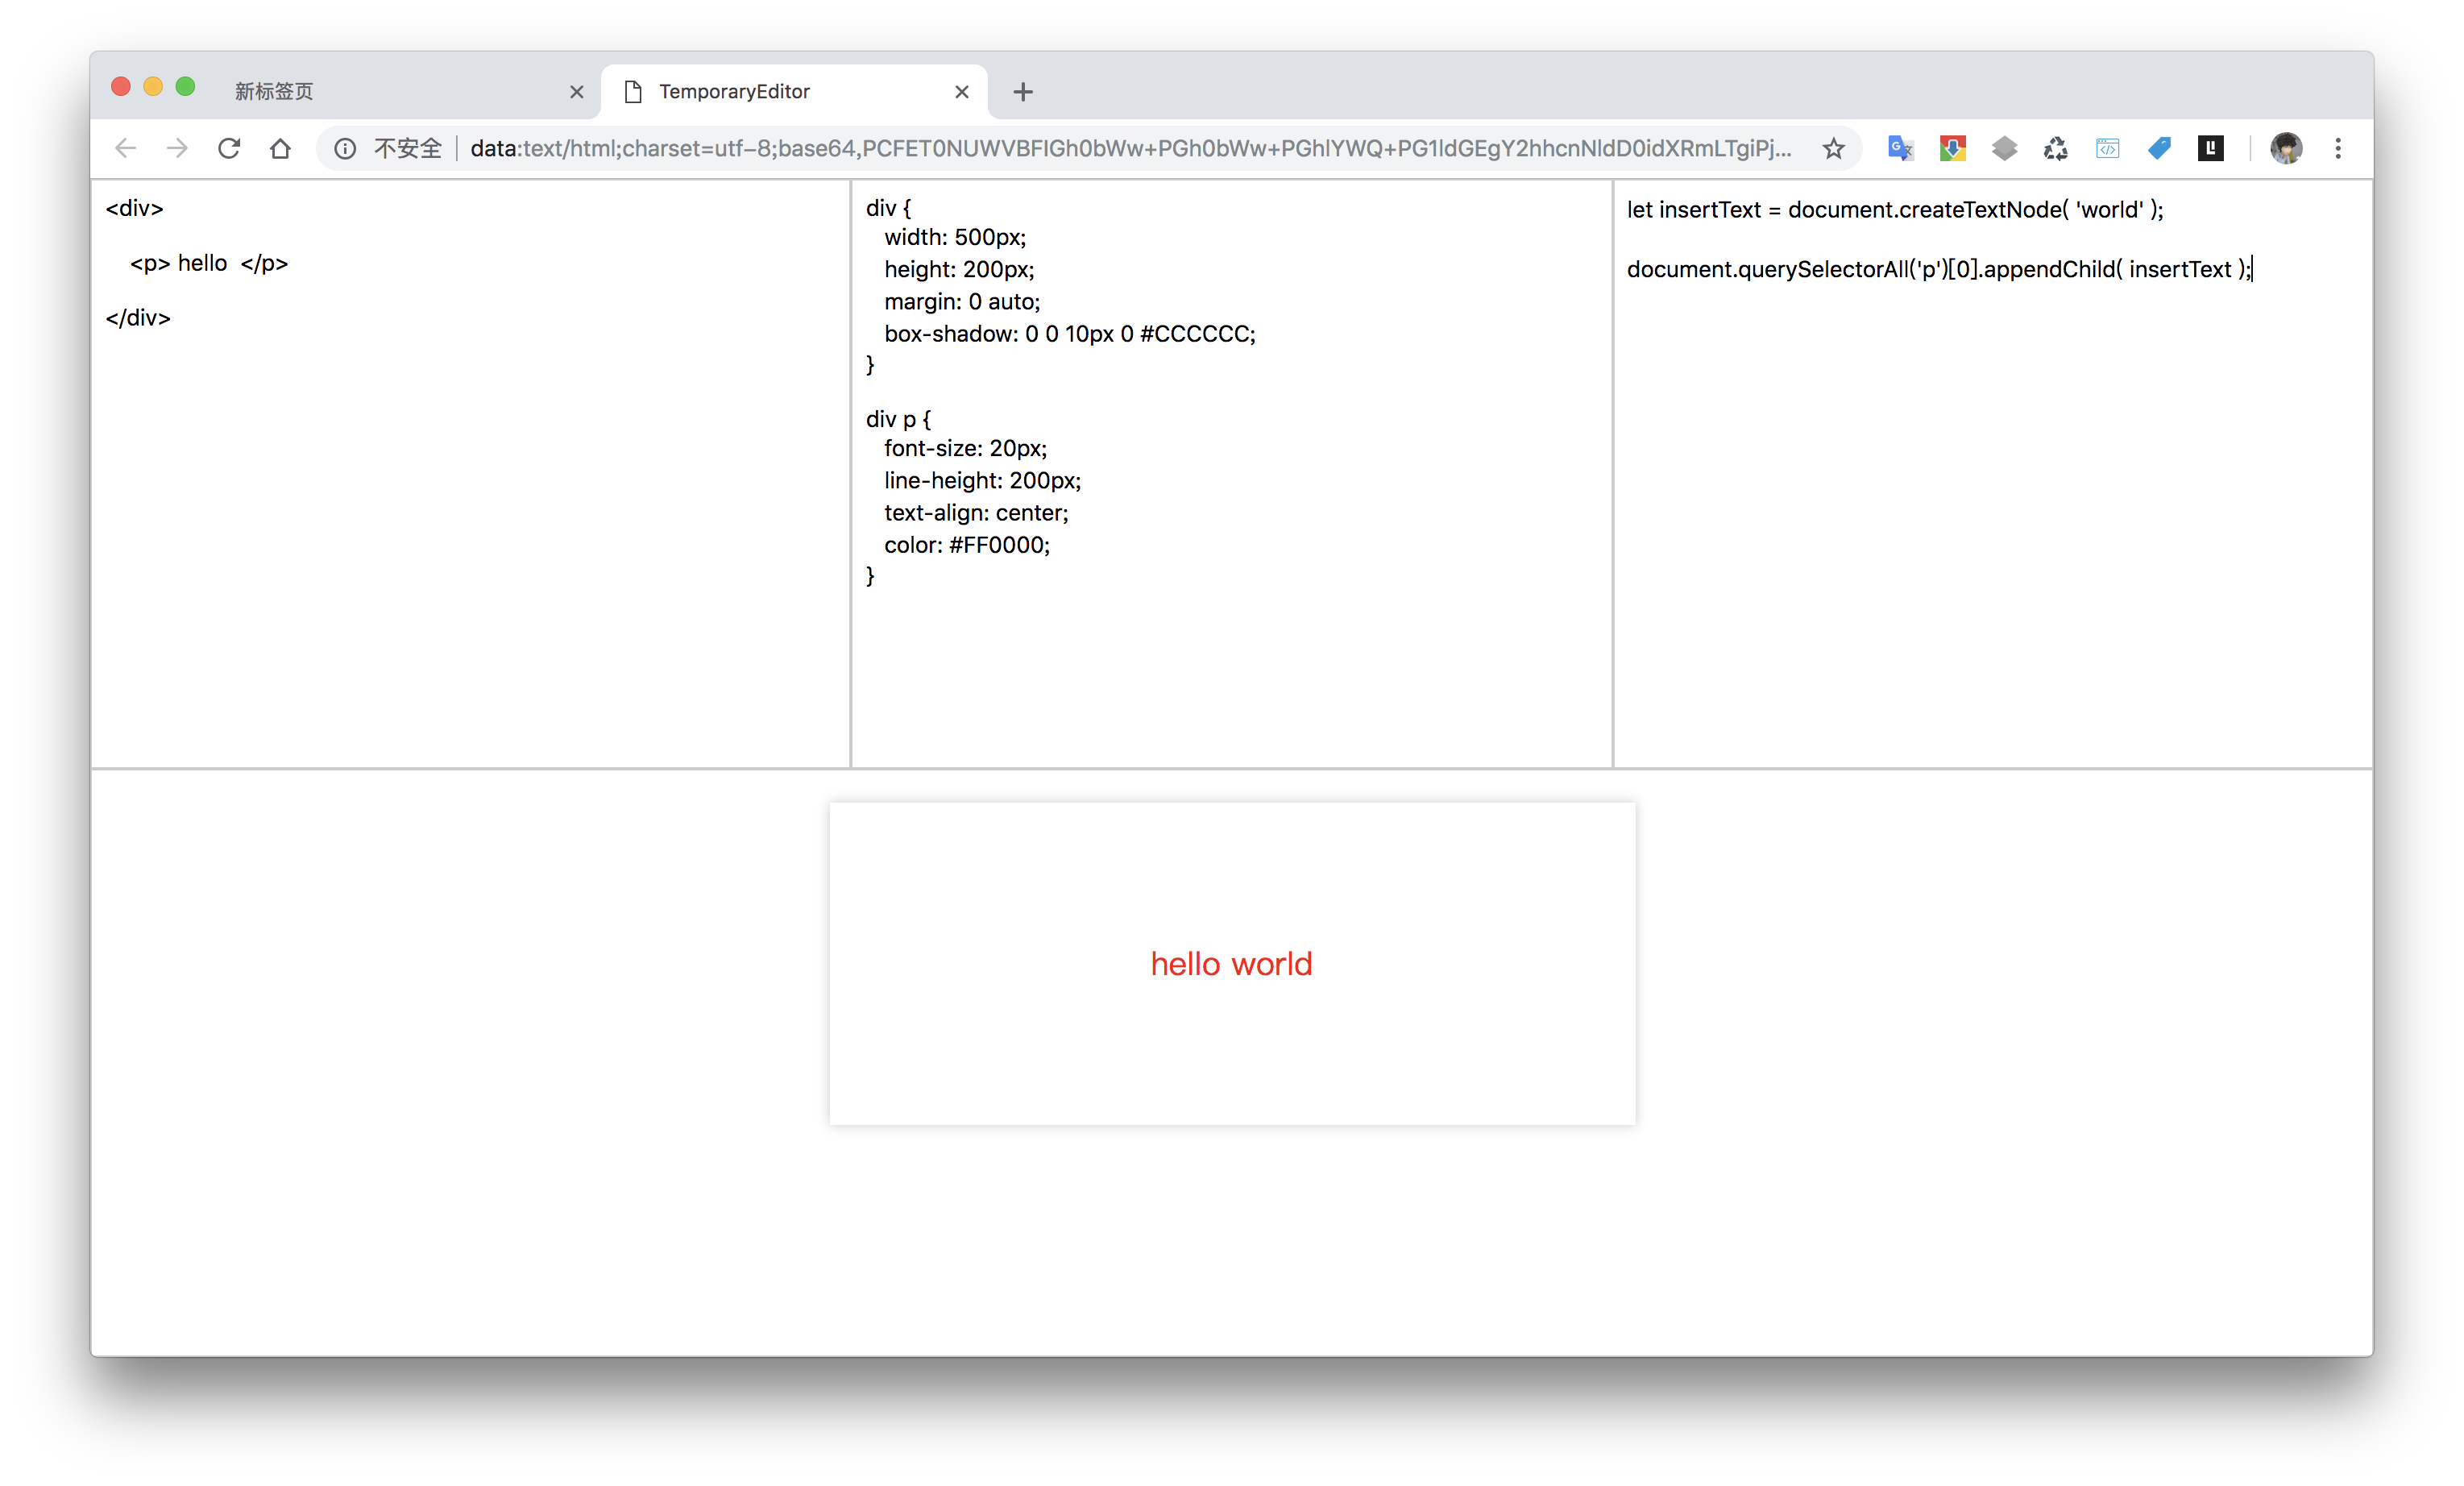 新标签页
TemporaryEditor
不安全
data:text/html;charset=utf-8;base64,PCFET0NUWVBFIGh0bWw+PGh0bWw+PGhlYWQ+PG1ldGEgY2hhcnNldD0idXRmLTgiPj...
<div>
<p> hello </p>
</div>
div {
width: 500px;
height: 200px;
margin: 0 auto;
box-shadow: 0 0 10px 0 #CCCCCC;
}
div p {
font-size: 20px;
line-height: 200px;
text-align: center;
color: #FF0000;
}
let insertText = document.createTextNode( 'world' );
document.querySelectorAll('p')[0].appendChild( insertText );
hello world